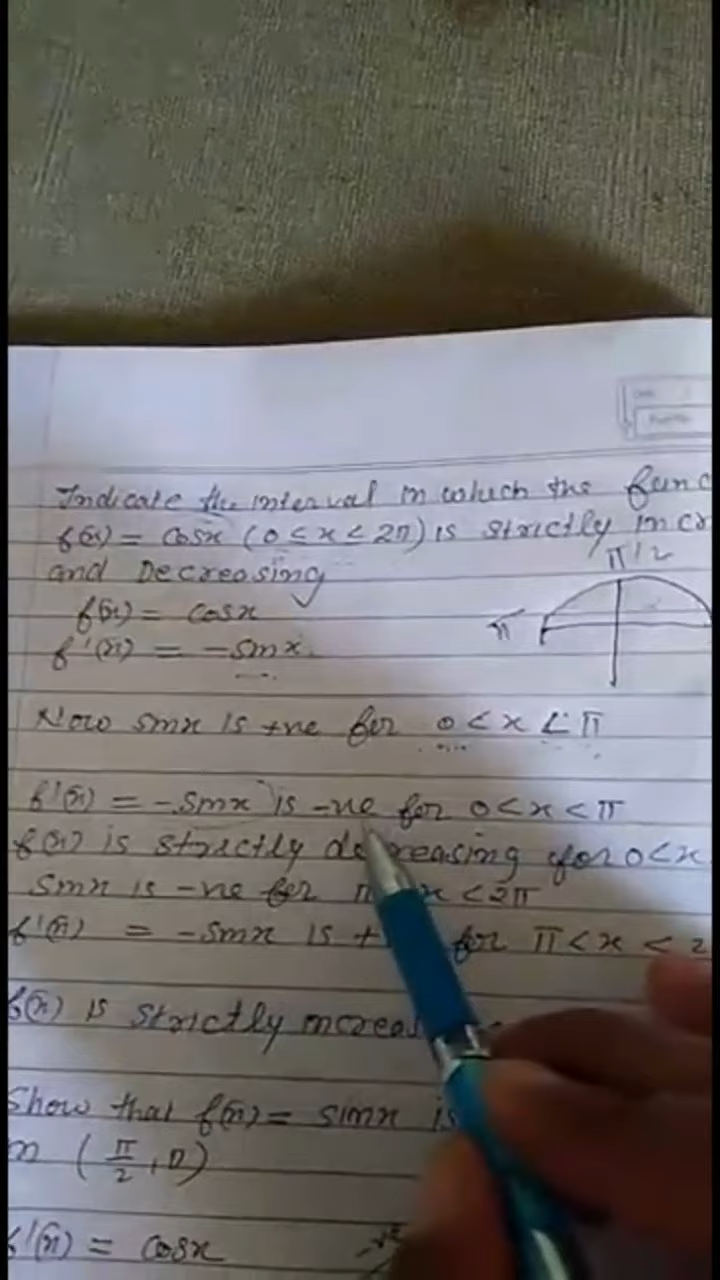 Indicate the interval in which the func
f(x) = cosx (0 ≤ x ≤ 2π) is strictly incr
and Decreasing
π/2
f(x) = cosx
π
f'(x) = -sinx.
Now sinx is +ve for 0 < x < π
f'(x) = -sinx is -ve for 0 < x < π
f(x) is strictly decreasing for 0 < x
sinx is -ve for π x < 2π
f'(x) = -sinx is + for π < x < 2
f(x) is strictly increas
Show that f(x) = sinx is
in (π/2, π)
f'(x) = cosx